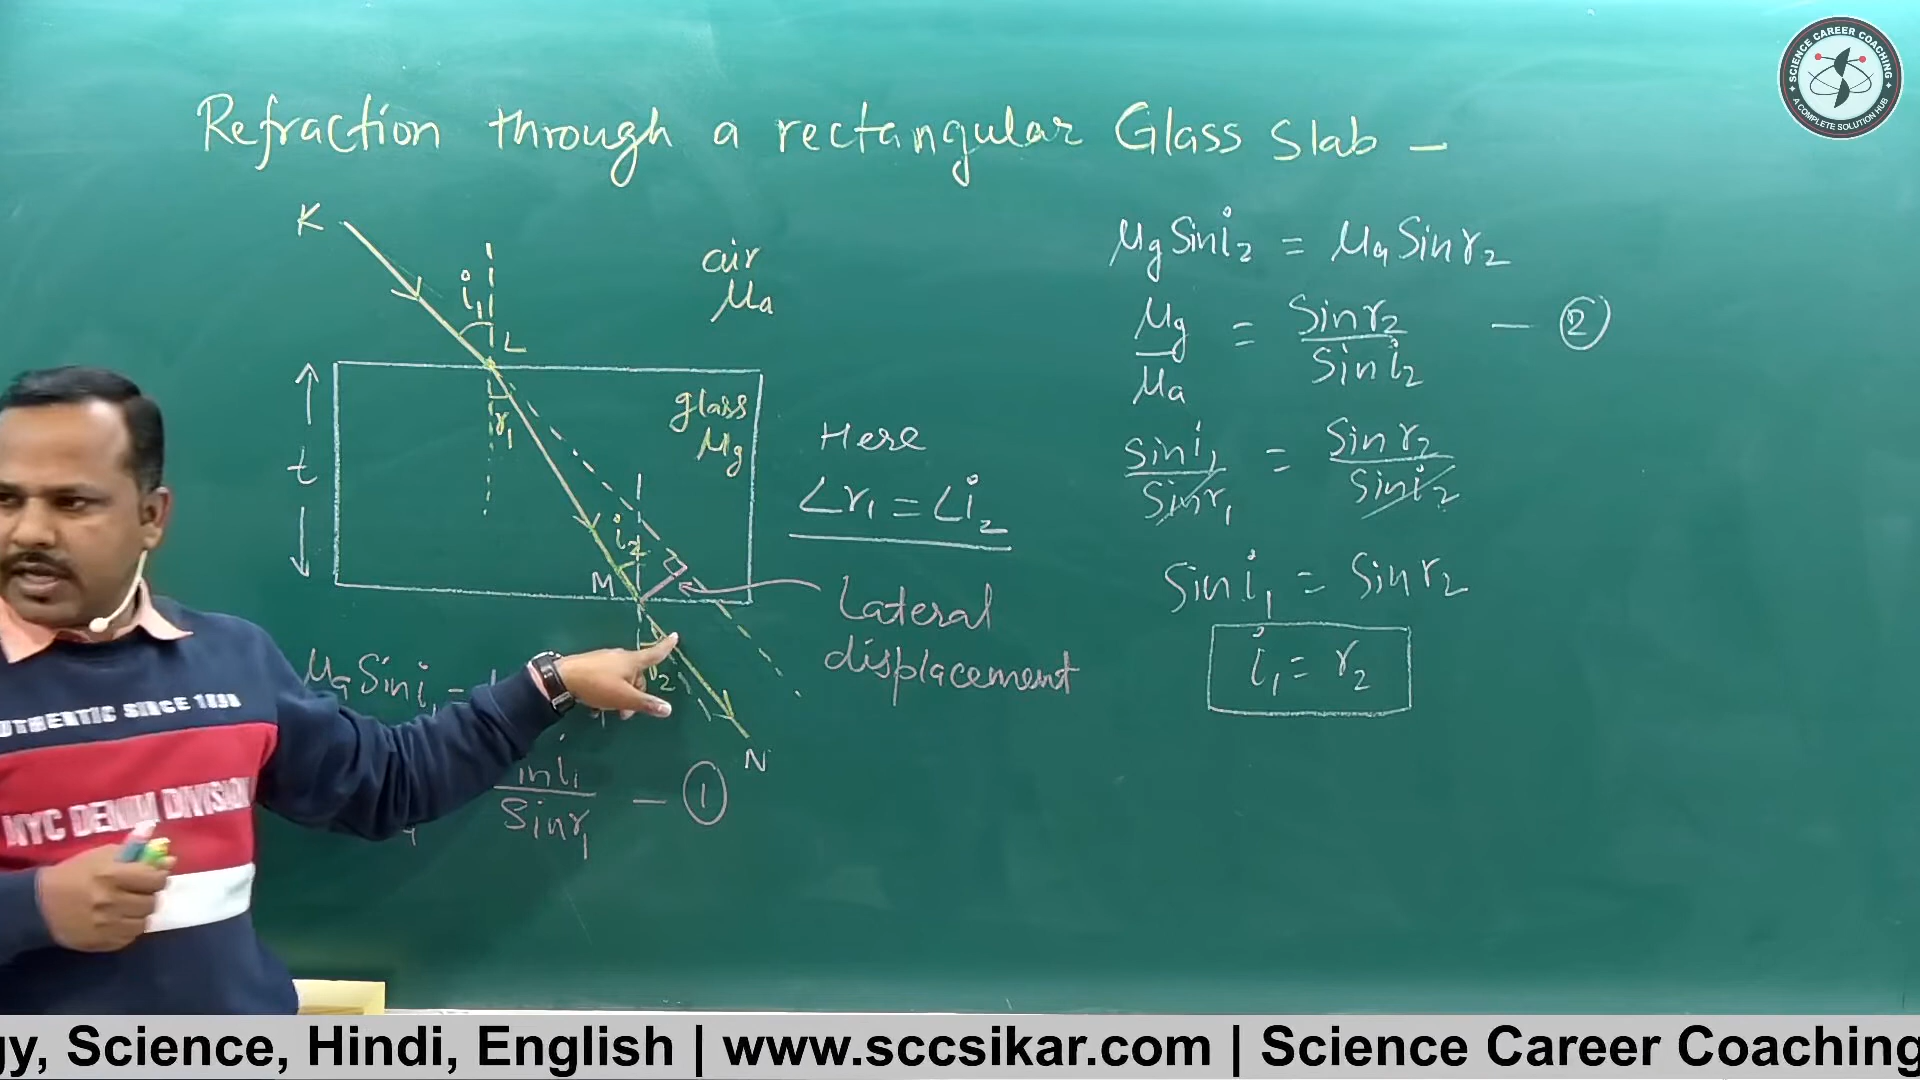 SCIENCE CAREER COACHING
A COMPLETE SOLUTION HUB
Refraction through a rectangular Glass Slab -
K
i₁
L
air
μa
r₁
glass
μg
t
i₂
M
r₂
N
Here
∠r₁ = ∠i₂
Lateral
displacement
μa Sin i₁ =
Sin r₁ — ①
μg Sin i₂ = μa Sin r₂
μg/μa = Sin r₂/Sin i₂ — ②
Sin i₁/Sin r₁ = Sin r₂/Sin i₂
Sin i₁ = Sin r₂
i₁ = r₂
UTHENTIC SINCE 1898
NYC DENIM DIVISION
gy, Science, Hindi, English | www.sccsikar.com | Science Career Coaching